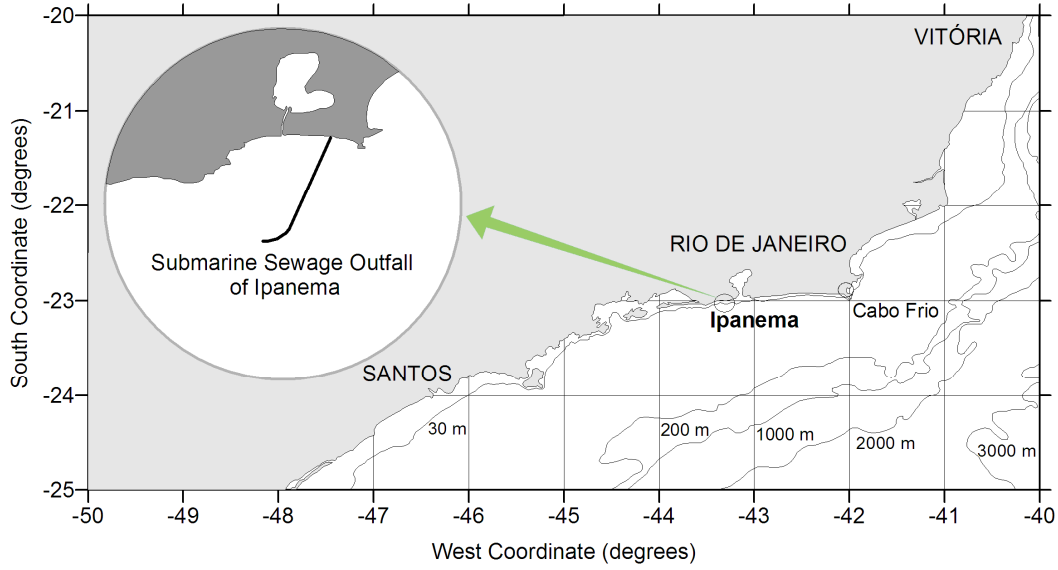 -20
-21
-22
-23
-24
-25
South Coordinate (degrees)
VITÓRIA
Submarine Sewage Outfall
of Ipanema
RIO DE JANEIRO
Ipanema
Cabo Frio
SANTOS
30 m
200 m
1000 m
2000 m
3000 m
-50 -49 -48 -47 -46 -45 -44 -43 -42 -41 -40
West Coordinate (degrees)